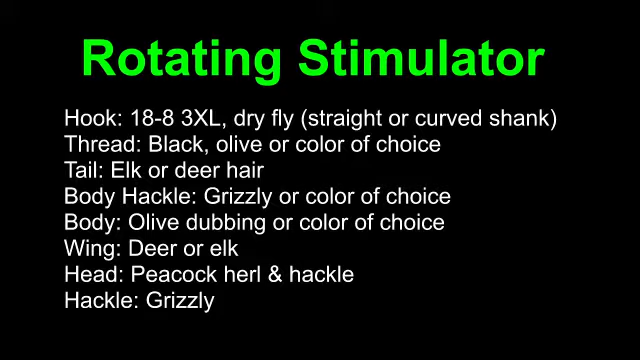 Rotating Stimulator
Hook: 18-8 3XL, dry fly (straight or curved shank)
Thread: Black, olive or color of choice
Tail: Elk or deer hair
Body Hackle: Grizzly or color of choice
Body: Olive dubbing or color of choice
Wing: Deer or elk
Head: Peacock herl & hackle
Hackle: Grizzly